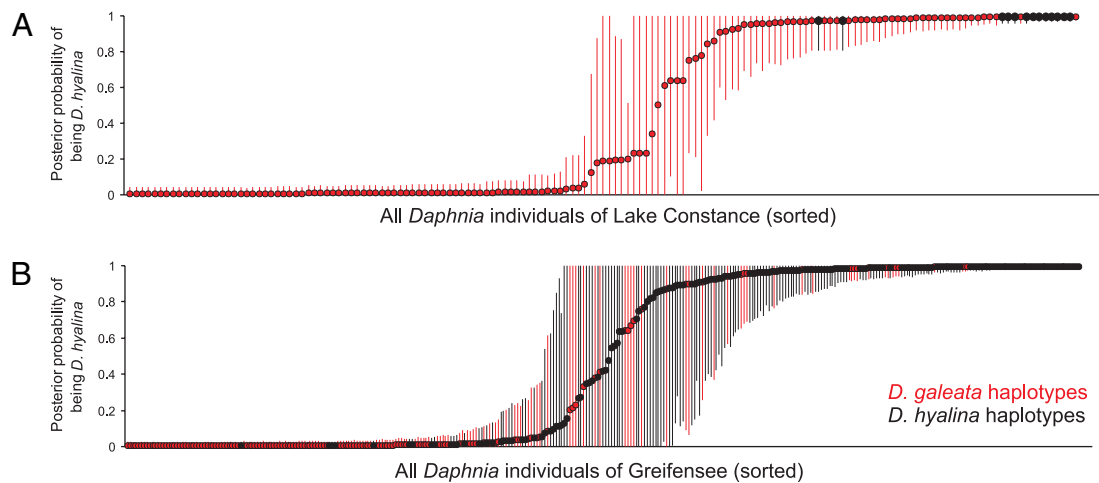 A
Posterior probability of
being D. hyalina
1
0.8
0.6
0.4
0.2
0
All Daphnia individuals of Lake Constance (sorted)
B
Posterior probability of
being D. hyalina
1
0.8
0.6
0.4
0.2
0
D. galeata haplotypes
D. hyalina haplotypes
All Daphnia individuals of Greifensee (sorted)